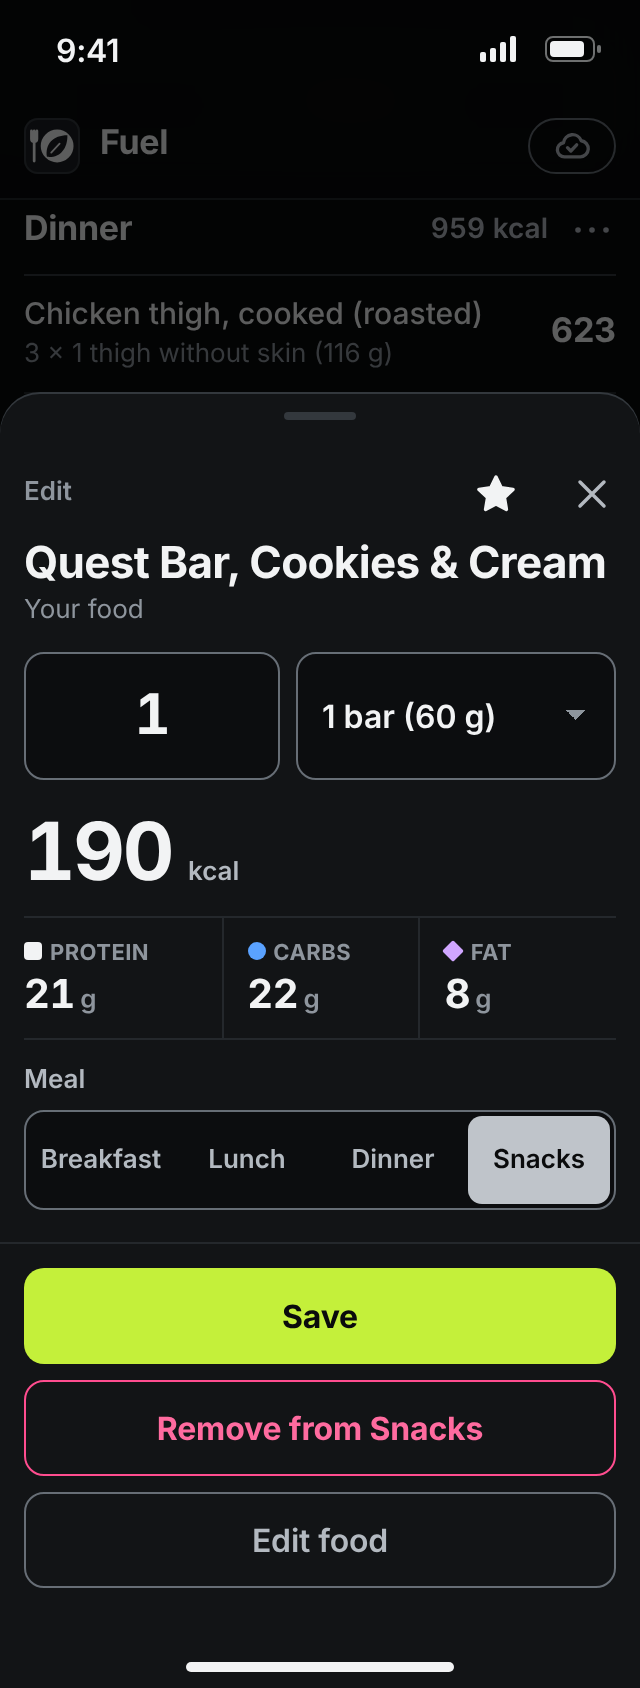 9:41
Fuel
Dinner 959 kcal
Chicken thigh, cooked (roasted) 623
3 × 1 thigh without skin (116 g)
Edit
Quest Bar, Cookies & Cream
Your food
1 1 bar (60 g)
190 kcal
PROTEIN CARBS FAT
21 g 22 g 8 g
Meal
Breakfast Lunch Dinner Snacks
Save
Remove from Snacks
Edit food